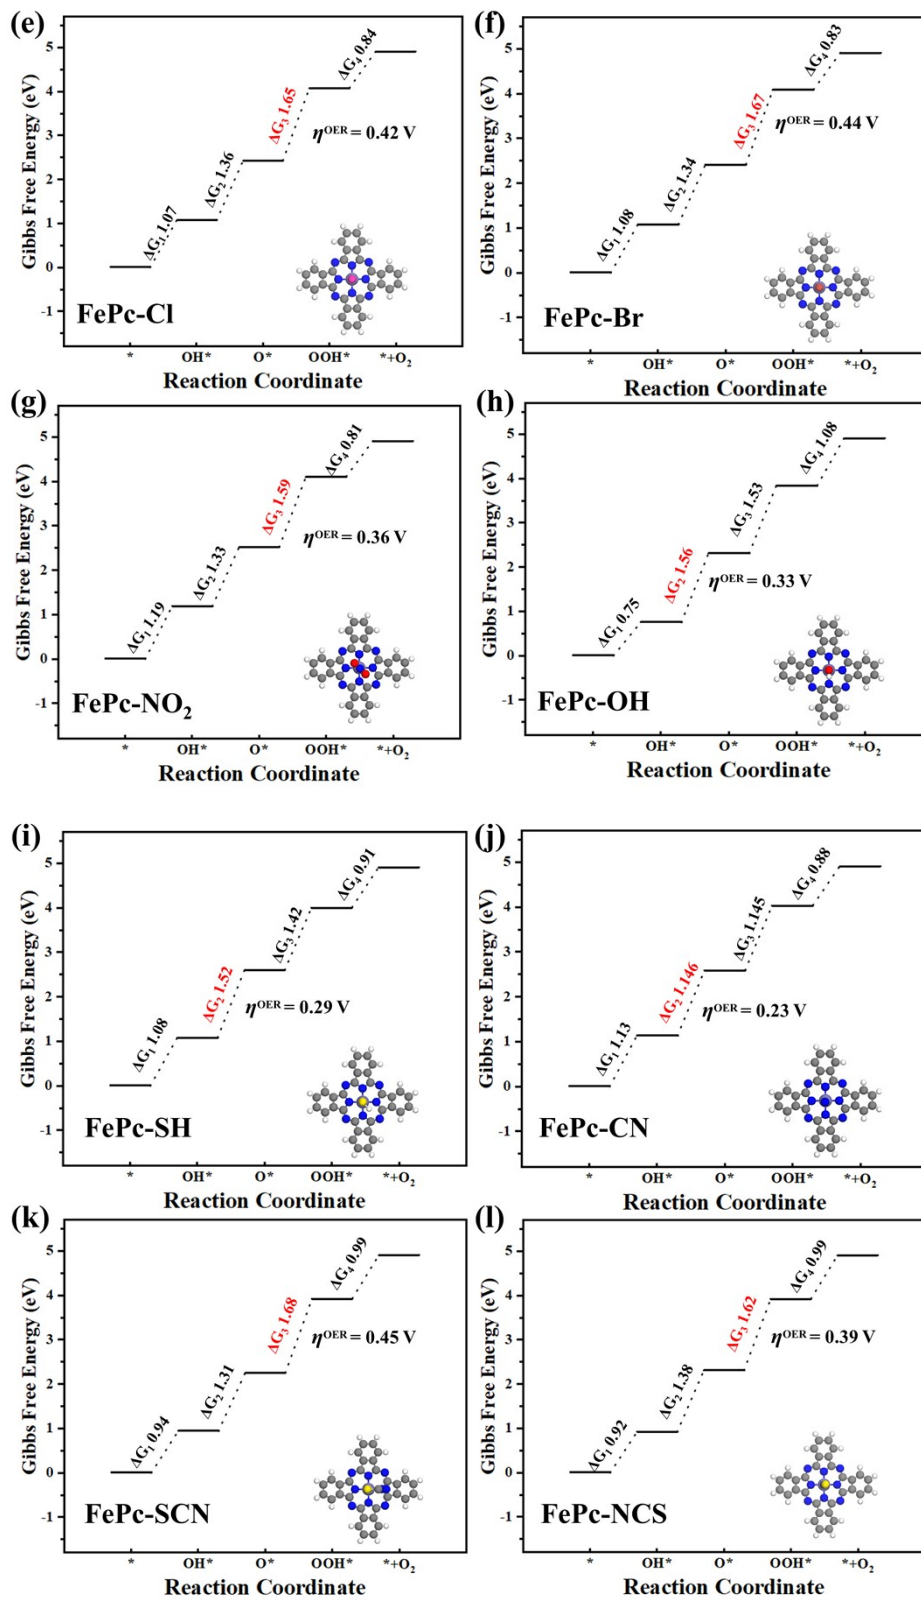 (e)
Gibbs Free Energy (eV)
5
4
3
2
1
0
-1
ΔG₁ 1.07
ΔG₂ 1.36
ΔG₃ 1.65
ΔG₄ 0.84
η^OER = 0.42 V
FePc-Cl
* OH* O* OOH* *+O₂
Reaction Coordinate
(f)
Gibbs Free Energy (eV)
5
4
3
2
1
0
-1
ΔG₁ 1.08
ΔG₂ 1.34
ΔG₃ 1.67
ΔG₄ 0.83
η^OER = 0.44 V
FePc-Br
* OH* O* OOH* *+O₂
Reaction Coordinate
(g)
Gibbs Free Energy (eV)
5
4
3
2
1
0
-1
ΔG₁ 1.19
ΔG₂ 1.33
ΔG₃ 1.59
ΔG₄ 0.81
η^OER = 0.36 V
FePc-NO₂
* OH* O* OOH* *+O₂
Reaction Coordinate
(h)
Gibbs Free Energy (eV)
5
4
3
2
1
0
-1
ΔG₁ 0.75
ΔG₂ 1.56
ΔG₃ 1.53
ΔG₄ 1.08
η^OER = 0.33 V
FePc-OH
* OH* O* OOH* *+O₂
Reaction Coordinate
(i)
Gibbs Free Energy (eV)
5
4
3
2
1
0
-1
ΔG₁ 1.08
ΔG₂ 1.52
ΔG₃ 1.42
ΔG₄ 0.91
η^OER = 0.29 V
FePc-SH
* OH* O* OOH* *+O₂
Reaction Coordinate
(j)
Gibbs Free Energy (eV)
5
4
3
2
1
0
-1
ΔG₁ 1.13
ΔG₂ 1.146
ΔG₃ 1.145
ΔG₄ 0.88
η^OER = 0.23 V
FePc-CN
* OH* O* OOH* *+O₂
Reaction Coordinate
(k)
Gibbs Free Energy (eV)
5
4
3
2
1
0
-1
ΔG₁ 0.94
ΔG₂ 1.31
ΔG₃ 1.68
ΔG₄ 0.99
η^OER = 0.45 V
FePc-SCN
* OH* O* OOH* *+O₂
Reaction Coordinate
(l)
Gibbs Free Energy (eV)
5
4
3
2
1
0
-1
ΔG₁ 0.92
ΔG₂ 1.38
ΔG₃ 1.62
ΔG₄ 0.99
η^OER = 0.39 V
FePc-NCS
* OH* O* OOH* *+O₂
Reaction Coordinate